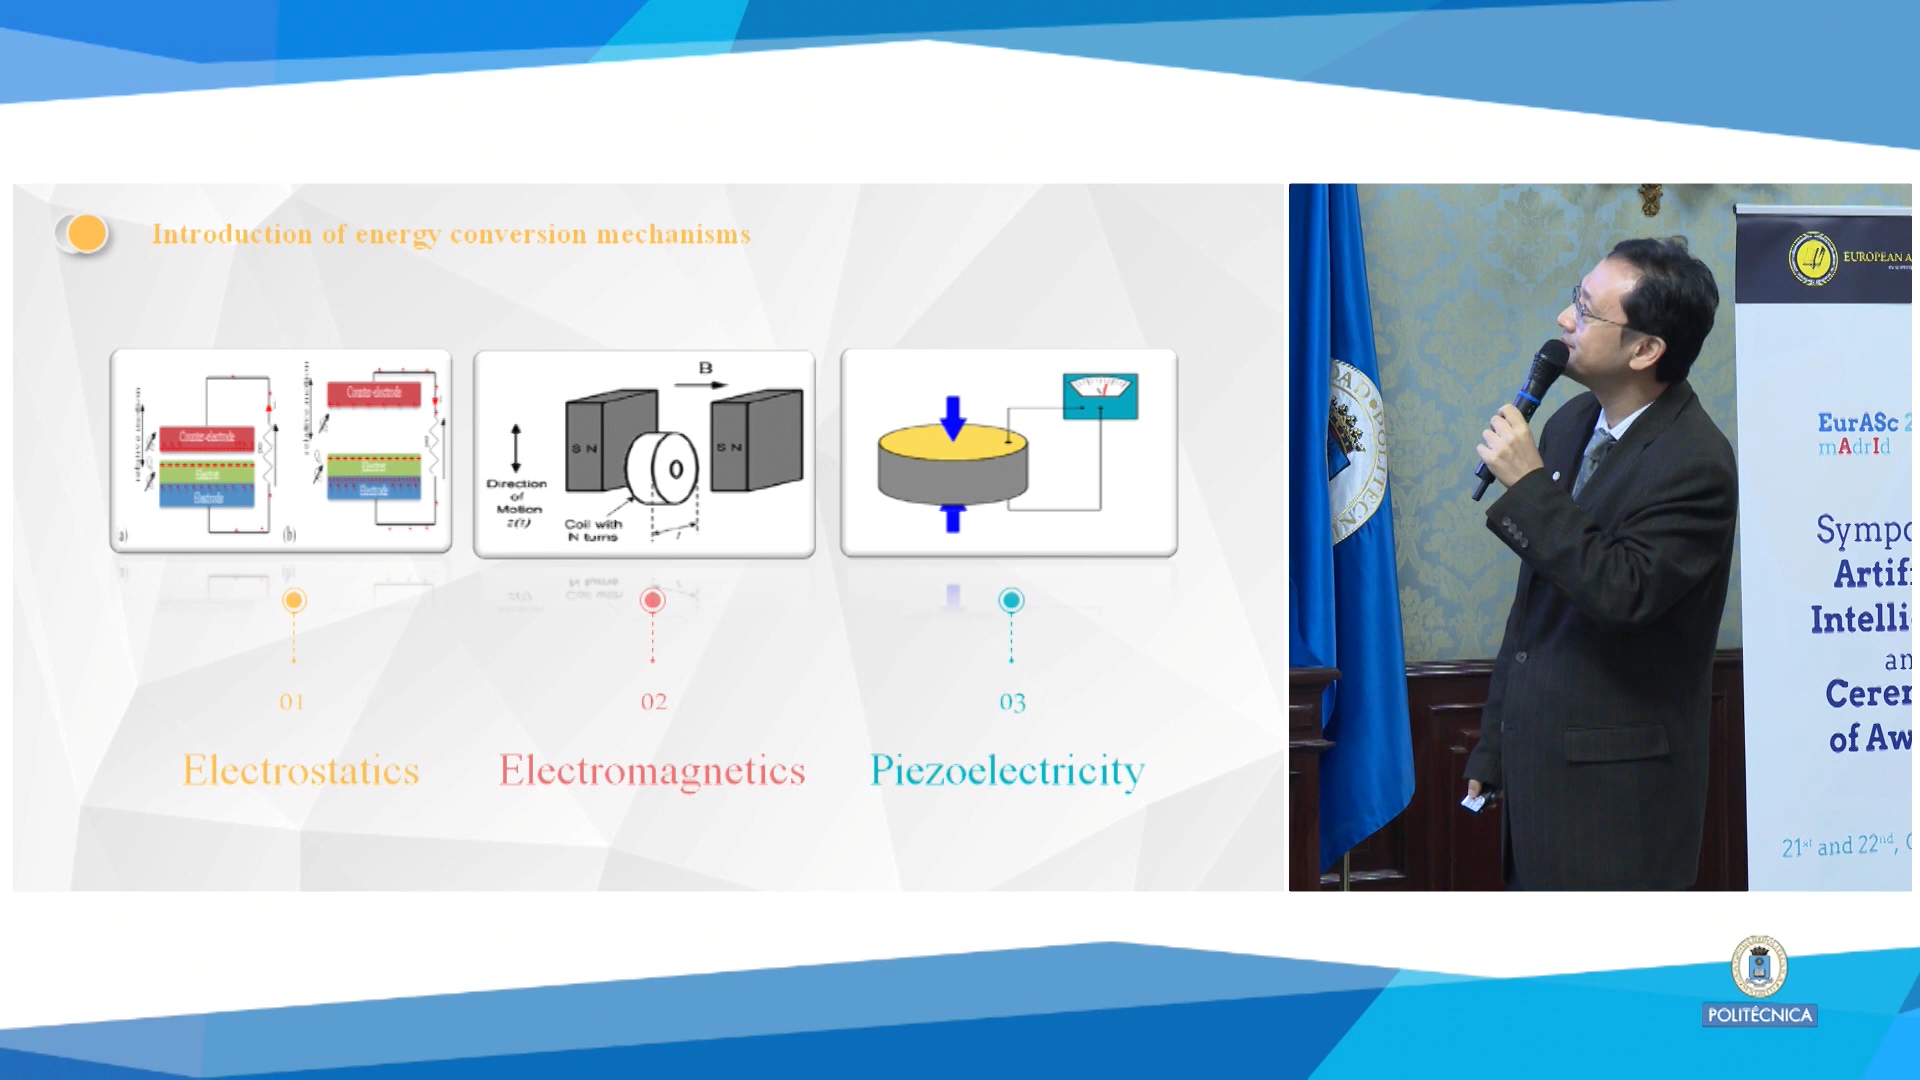 Introduction of energy conversion mechanisms
Counter-electrode
Electret
Electrode
a)
Counter-electrode
Electret
Electrode
(b)
B
S N
S N
Direction
of
Motion
z(t)
Coil with
N turns
l
01
02
03
Electrostatics
Electromagnetics
Piezoelectricity
EUROPEAN A
EurASc 2
mAdrId
Sympo
Artifi
Intelli
an
Cerem
of Aw
21st and 22nd,
POLITÉCNICA